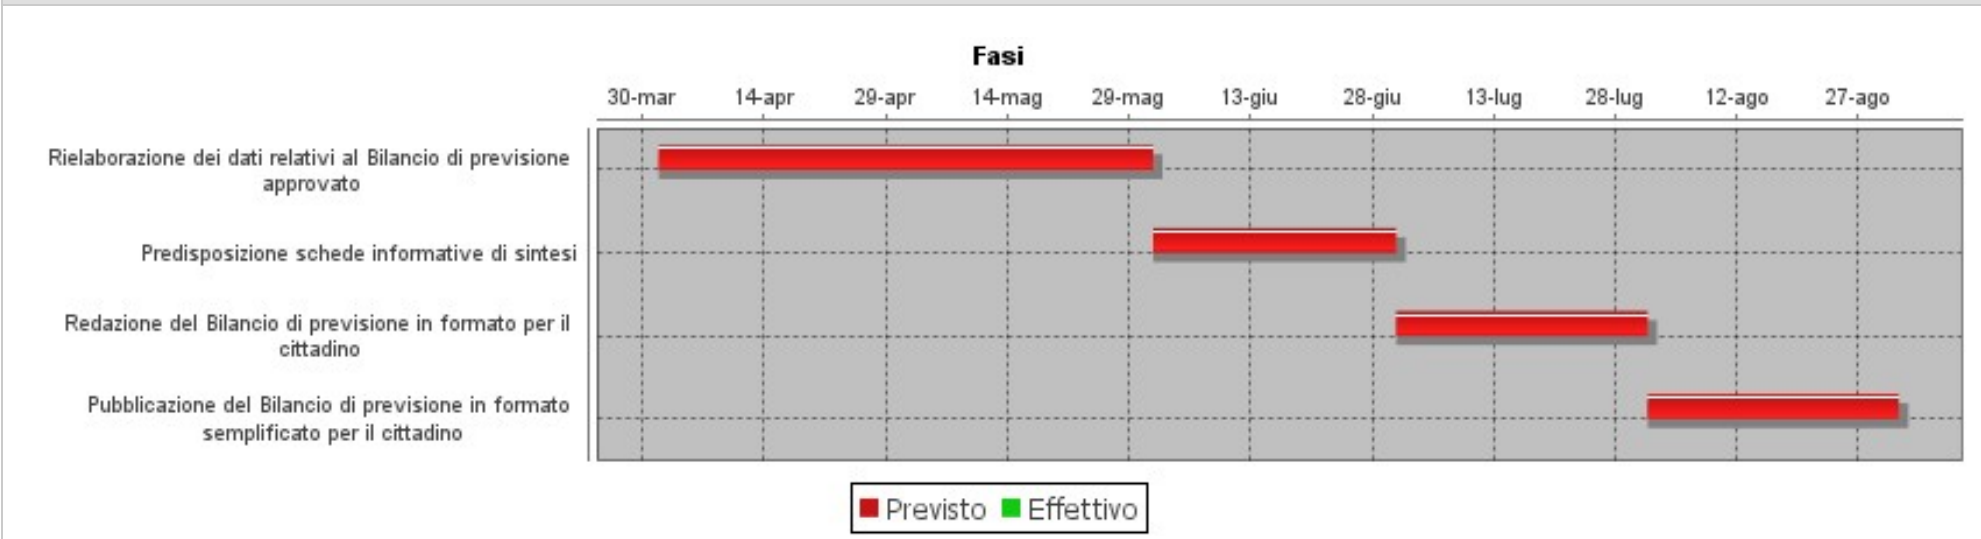 Fasi
30-mar 14-apr 29-apr 14-mag 29-mag 13-giu 28-giu 13-lug 28-lug 12-ago 27-ago
Rielaborazione dei dati relativi al Bilancio di previsione
approvato
Predisposizione schede informative di sintesi
Redazione del Bilancio di previsione in formato per il
cittadino
Pubblicazione del Bilancio di previsione in formato
semplificato per il cittadino
Previsto Effettivo